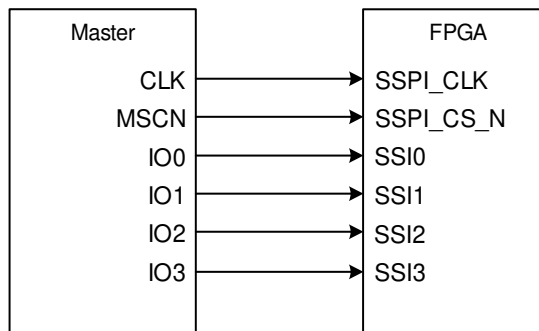 Master FPGA
CLK SSPI_CLK
MSCN SSPI_CS_N
IO0 SSI0
IO1 SSI1
IO2 SSI2
IO3 SSI3